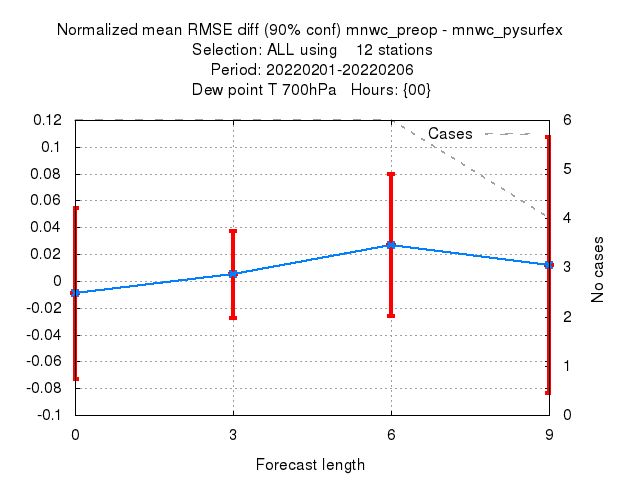 Normalized mean RMSE diff (90% conf) mnwc_preop - mnwc_pysurfex
Selection: ALL using    12 stations
Period: 20220201-20220206
Dew point T 700hPa   Hours: {00}
Cases
0.12
0.1
0.08
0.06
0.04
0.02
0
-0.02
-0.04
-0.06
-0.08
-0.1
6
5
4
3
2
1
0
No cases
0 3 6 9
Forecast length